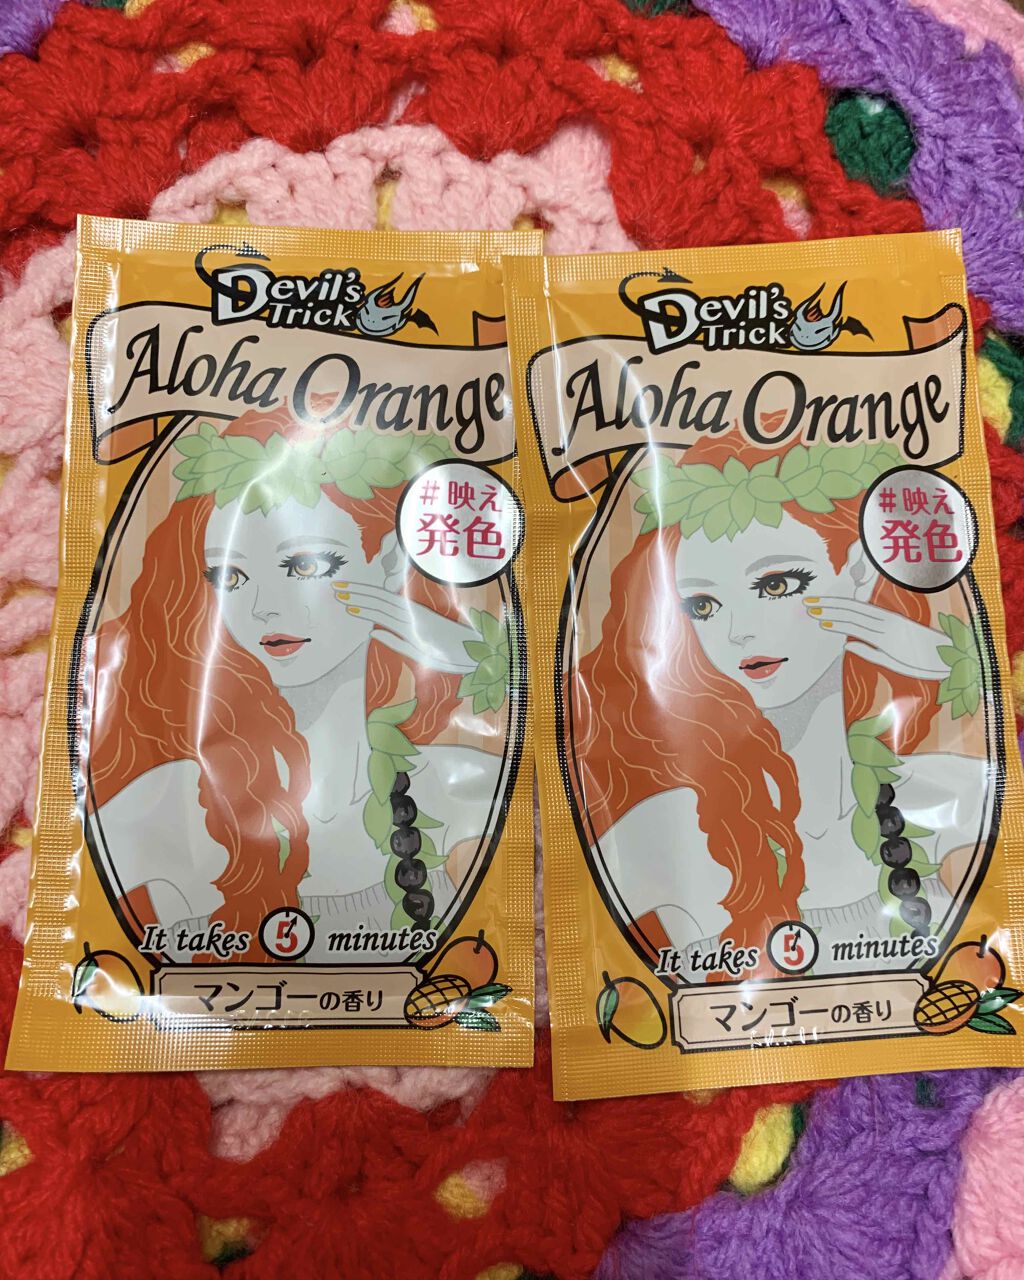 Devil's
Trick
Aloha Orange
#映え
発色
It takes 5 minutes
マンゴーの香り
Devil's
Trick
Aloha Orange
#映え
発色
It takes 5 minutes
マンゴーの香り